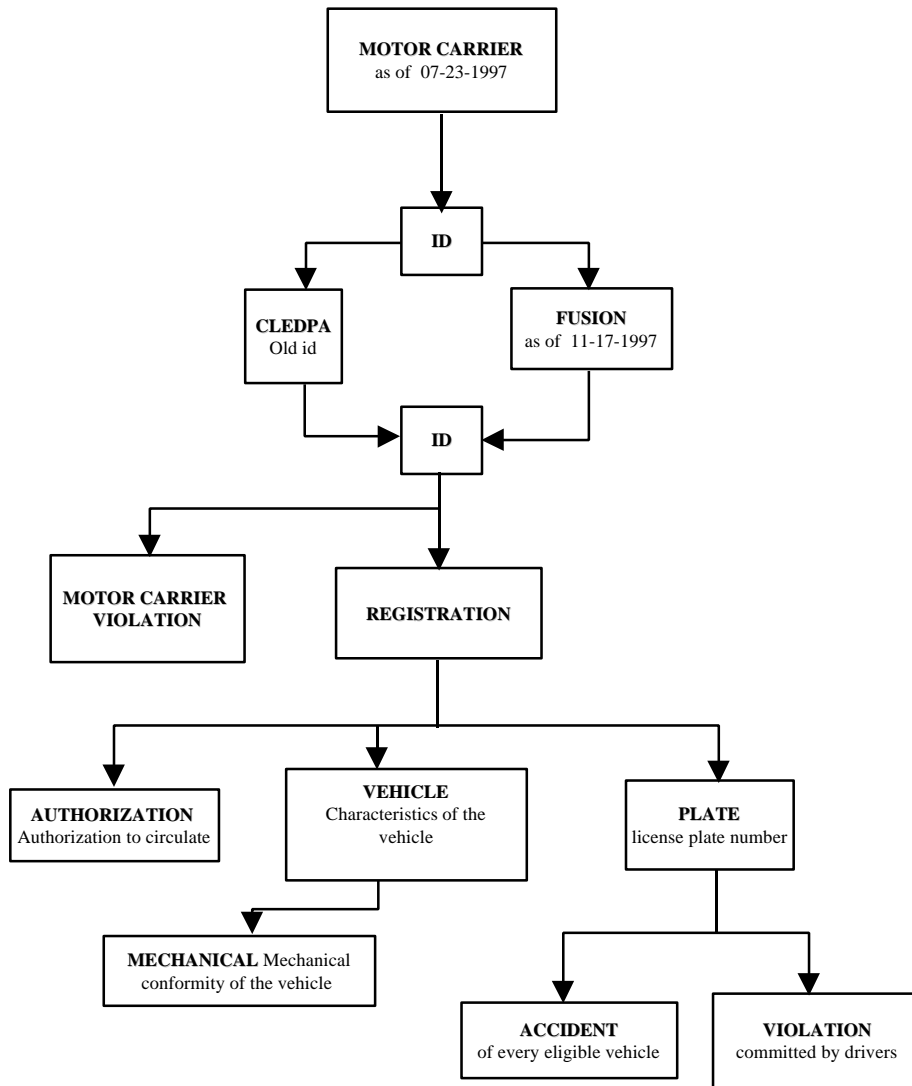 MOTOR CARRIER
as of 07-23-1997
ID
CLEDPA
Old id
FUSION
as of 11-17-1997
ID
MOTOR CARRIER
VIOLATION
REGISTRATION
AUTHORIZATION
Authorization to circulate
VEHICLE
Characteristics of the
vehicle
PLATE
license plate number
MECHANICAL Mechanical
conformity of the vehicle
ACCIDENT
of every eligible vehicle
VIOLATION
committed by drivers